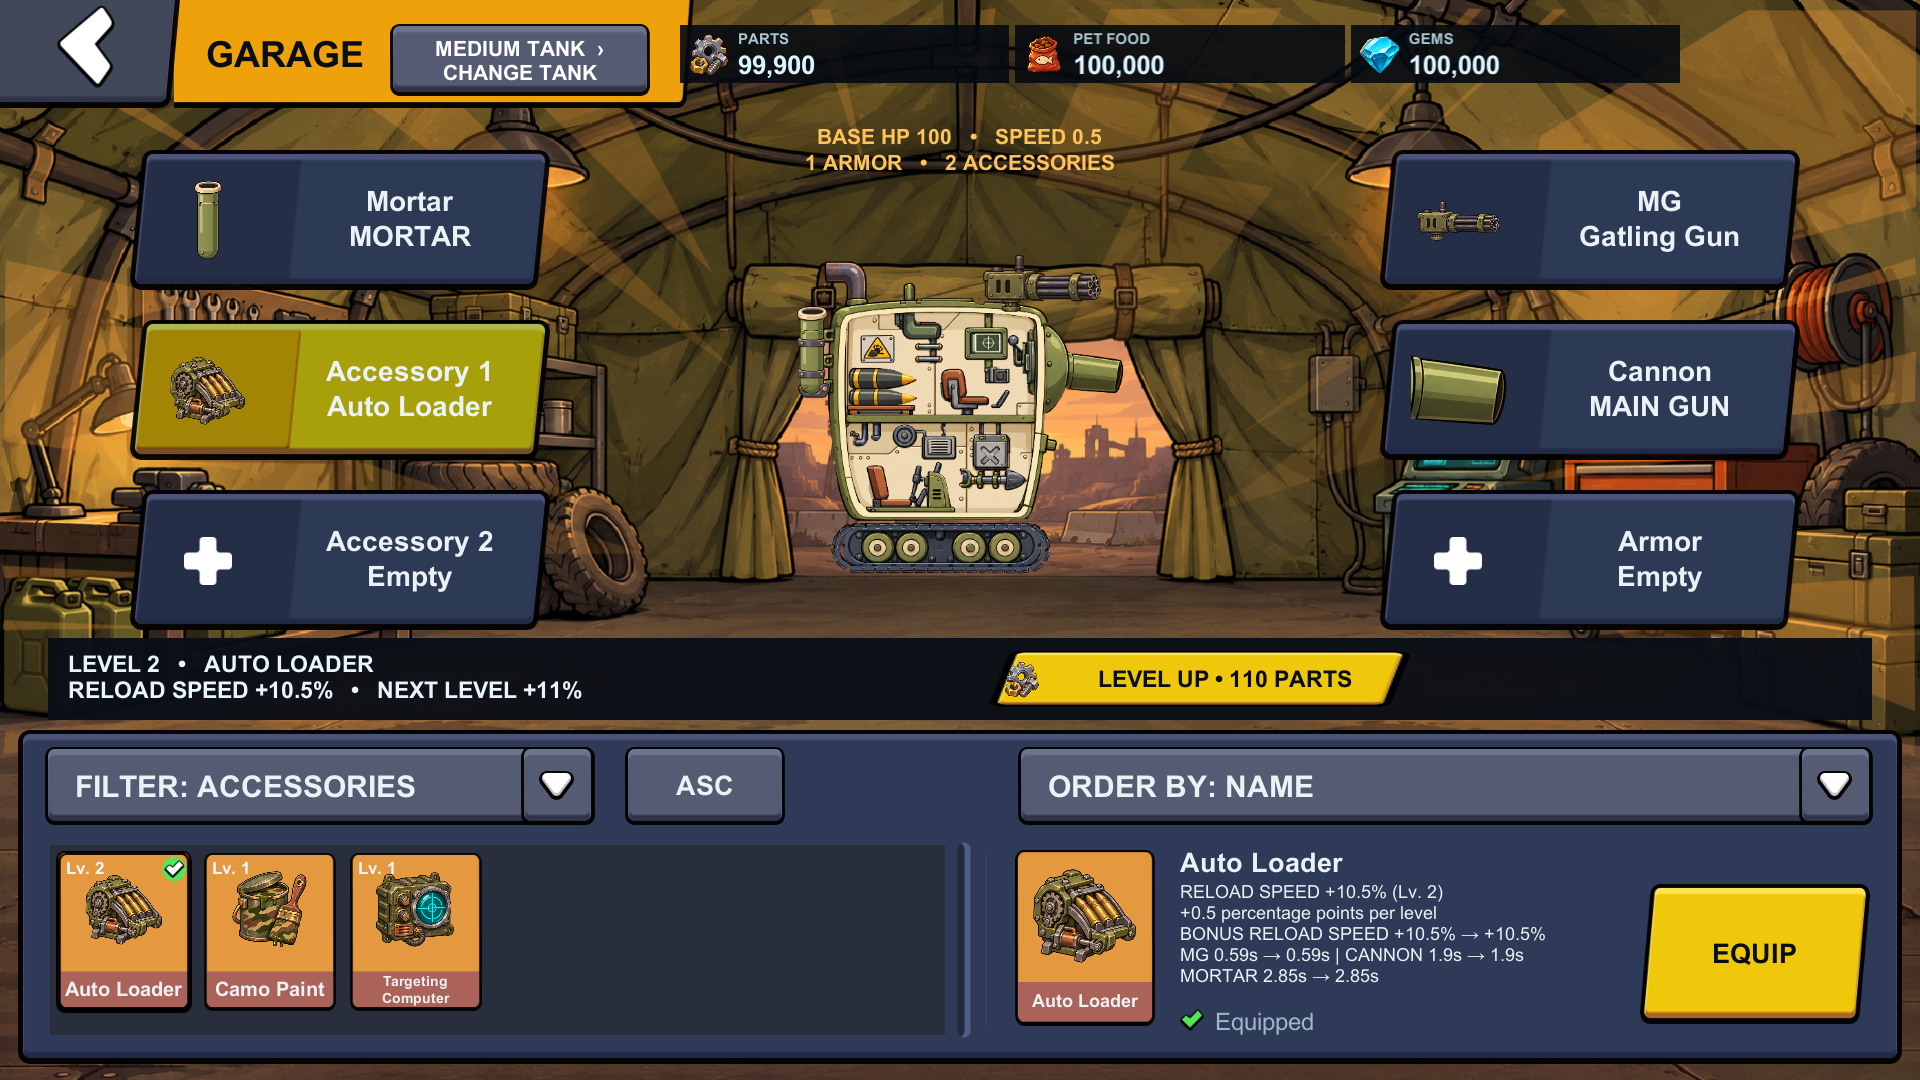 GARAGE
MEDIUM TANK ›
CHANGE TANK
PARTS
99,900
PET FOOD
100,000
GEMS
100,000
BASE HP 100 • SPEED 0.5
1 ARMOR • 2 ACCESSORIES
Mortar
MORTAR
Accessory 1
Auto Loader
Accessory 2
Empty
MG
Gatling Gun
Cannon
MAIN GUN
Armor
Empty
LEVEL 2 • AUTO LOADER
RELOAD SPEED +10.5% • NEXT LEVEL +11%
LEVEL UP • 110 PARTS
FILTER: ACCESSORIES
ASC
ORDER BY: NAME
Lv. 2
Auto Loader
Lv. 1
Camo Paint
Lv. 1
Targeting
Computer
Auto Loader
Auto Loader
RELOAD SPEED +10.5% (Lv. 2)
+0.5 percentage points per level
BONUS RELOAD SPEED +10.5% → +10.5%
MG 0.59s → 0.59s | CANNON 1.9s → 1.9s
MORTAR 2.85s → 2.85s
Equipped
EQUIP